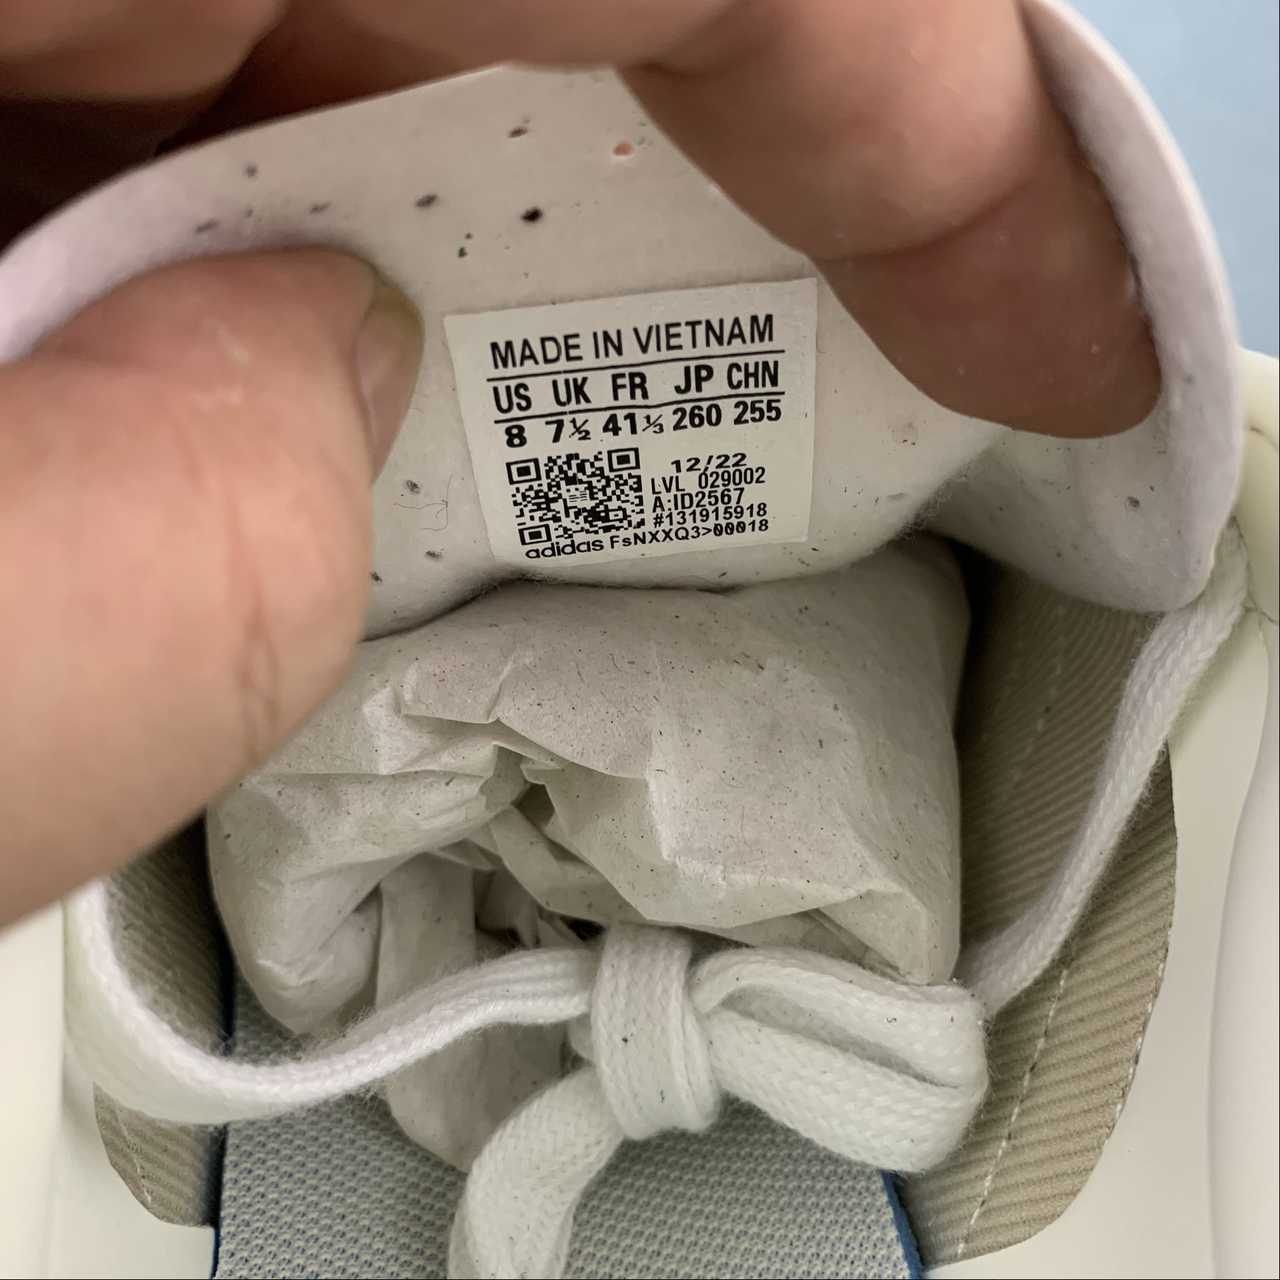 MADE IN VIETNAM
US UK FR JP CHN
8 7½ 41⅓ 260 255
12/22
LVL 029002
A:ID2567
#131915918
adidas FsNXXQ3>00018